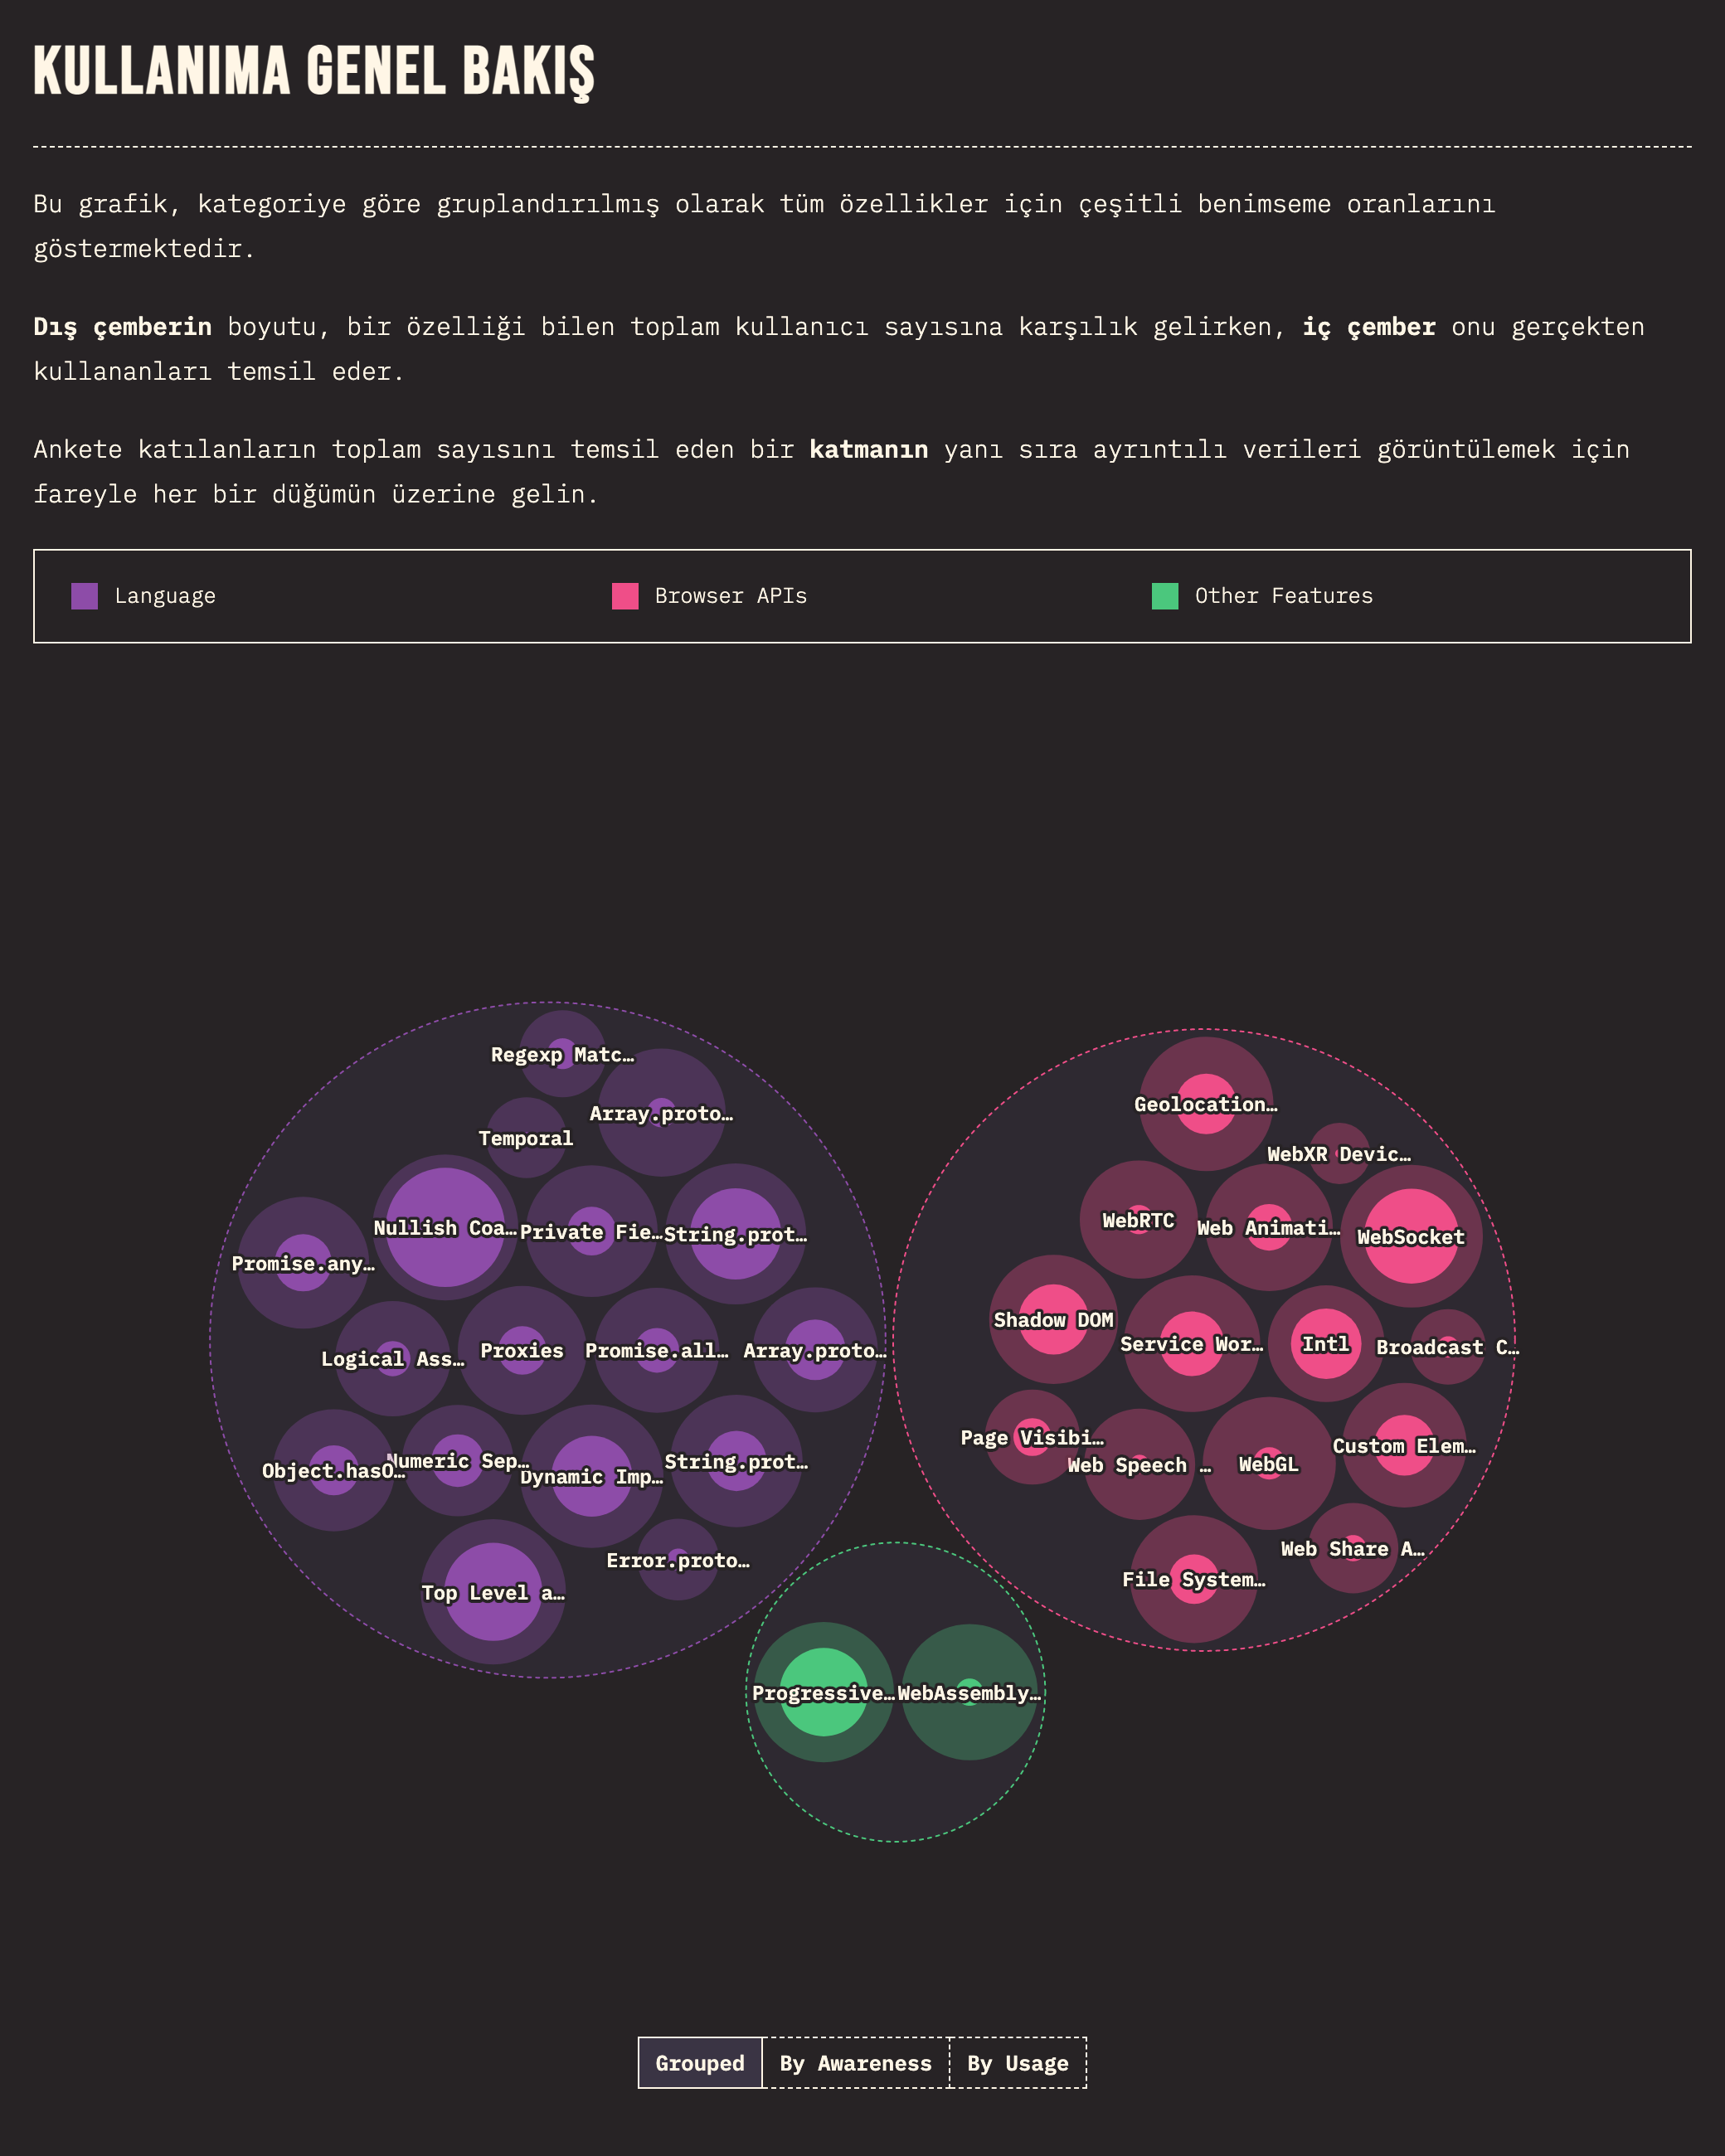 KULLANIMA GENEL BAKIŞ
Bu grafik, kategoriye göre gruplandırılmış olarak tüm özellikler için çeşitli benimseme oranlarını
göstermektedir.
Dış çemberin boyutu, bir özelliği bilen toplam kullanıcı sayısına karşılık gelirken, iç çember onu gerçekten
kullananları temsil eder.
Ankete katılanların toplam sayısını temsil eden bir katmanın yanı sıra ayrıntılı verileri görüntülemek için
fareyle her bir düğümün üzerine gelin.
Language
Browser APIs
Other Features
Regexp Matc…
Array.proto…
Temporal
Nullish Coa…
Private Fie…
String.prot…
Promise.any…
Logical Ass…
Proxies
Promise.all…
Array.proto…
Object.hasO…
Numeric Sep…
Dynamic Imp…
String.prot…
Error.proto…
Top Level a…
Geolocation…
WebXR Devic…
WebRTC
Web Animati…
WebSocket
Shadow DOM
Service Wor…
Intl
Broadcast C…
Page Visibi…
Web Speech …
WebGL
Custom Elem…
Web Share A…
File System…
Progressive…
WebAssembly…
Grouped
By Awareness
By Usage